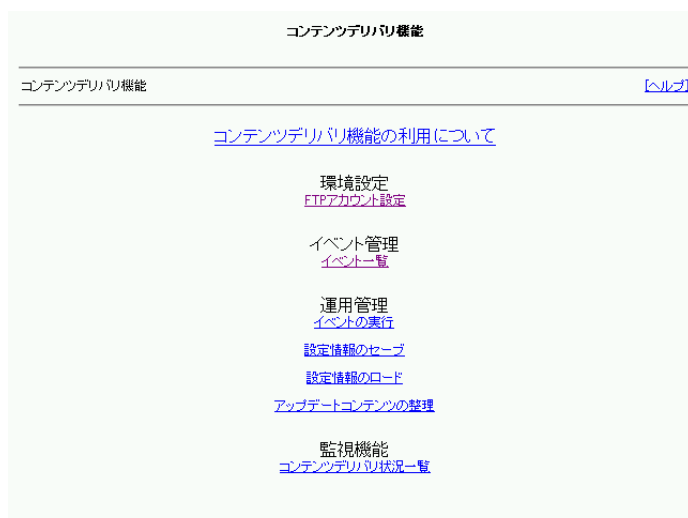 コンテンツデリバリ機能
コンテンツデリバリ機能 [ヘルプ]
コンテンツデリバリ機能の利用について
環境設定
FTPアカウント設定
イベント管理
イベント一覧
運用管理
イベントの実行
設定情報のセーブ
設定情報のロード
アップデートコンテンツの整理
監視機能
コンテンツデリバリ状況一覧